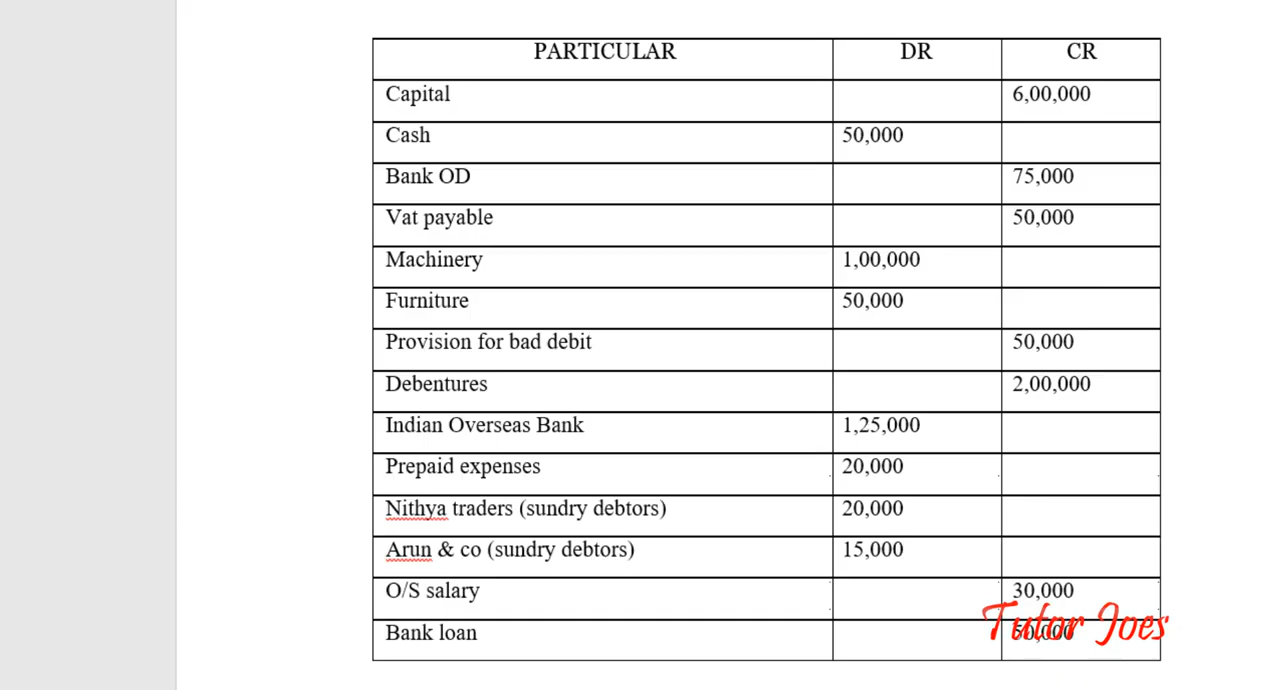 PARTICULAR DR CR
Capital 6,00,000
Cash 50,000
Bank OD 75,000
Vat payable 50,000
Machinery 1,00,000
Furniture 50,000
Provision for bad debit 50,000
Debentures 2,00,000
Indian Overseas Bank 1,25,000
Prepaid expenses 20,000
Nithya traders (sundry debtors) 20,000
Arun & co (sundry debtors) 15,000
O/S salary 30,000
Tutor Joes
Bank loan 50,000